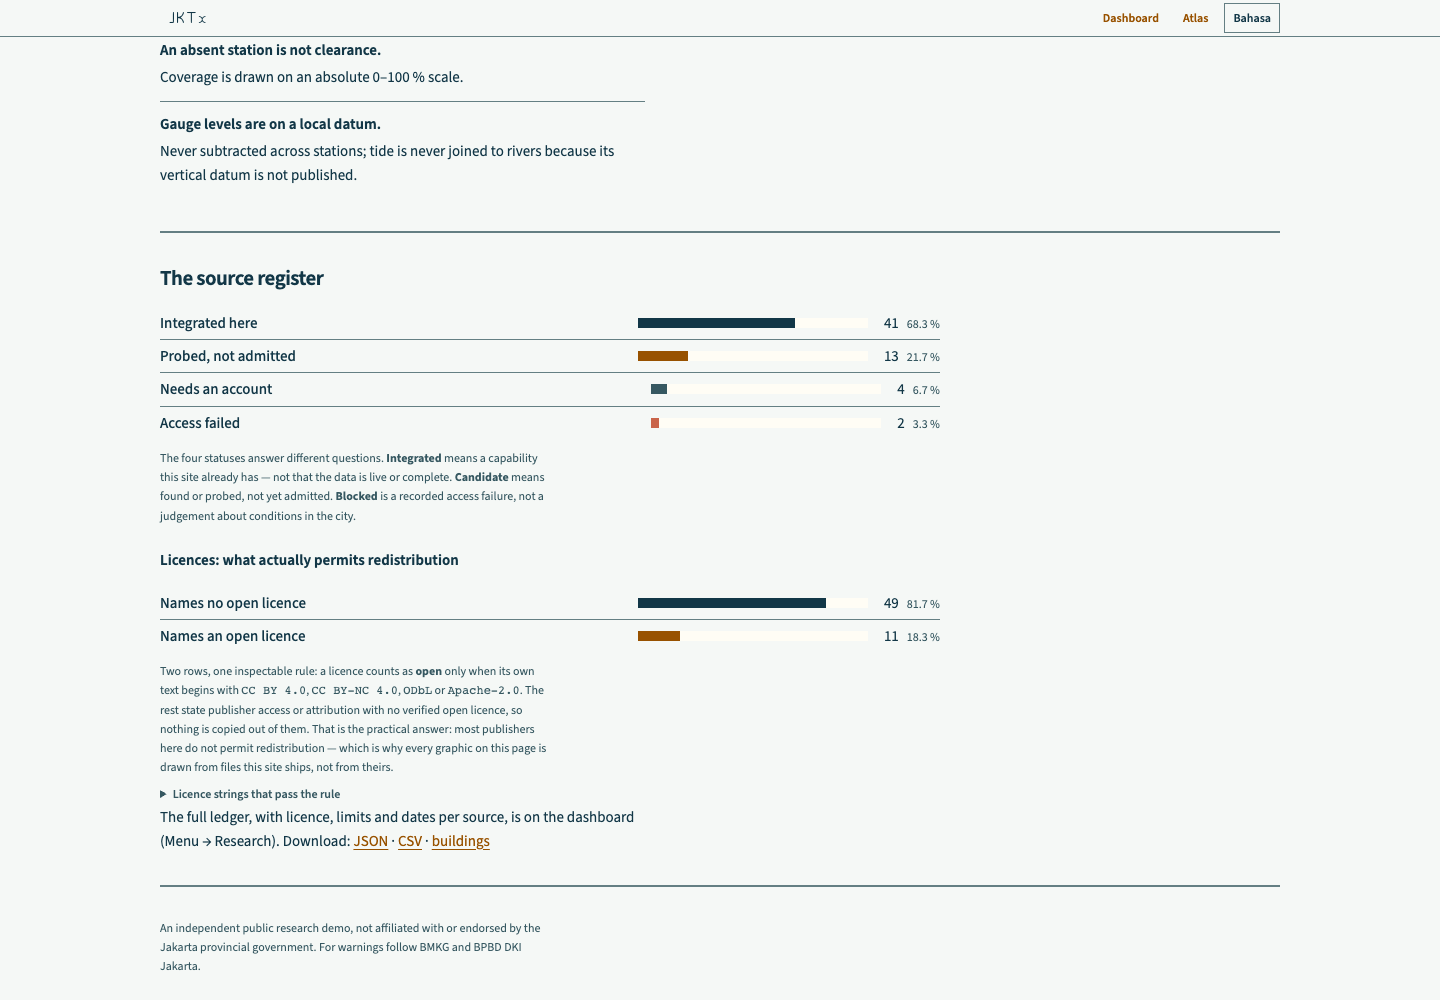 JKTx
Dashboard Atlas Bahasa
An absent station is not clearance.
Coverage is drawn on an absolute 0–100 % scale.
Gauge levels are on a local datum.
Never subtracted across stations; tide is never joined to rivers because its
vertical datum is not published.
The source register
Integrated here 41 68.3 %
Probed, not admitted 13 21.7 %
Needs an account 4 6.7 %
Access failed 2 3.3 %
The four statuses answer different questions. Integrated means a capability
this site already has — not that the data is live or complete. Candidate means
found or probed, not yet admitted. Blocked is a recorded access failure, not a
judgement about conditions in the city.
Licences: what actually permits redistribution
Names no open licence 49 81.7 %
Names an open licence 11 18.3 %
Two rows, one inspectable rule: a licence counts as open only when its own
text begins with CC BY 4.0, CC BY-NC 4.0, ODbL or Apache-2.0. The
rest state publisher access or attribution with no verified open licence, so
nothing is copied out of them. That is the practical answer: most publishers
here do not permit redistribution — which is why every graphic on this page is
drawn from files this site ships, not from theirs.
Licence strings that pass the rule
The full ledger, with licence, limits and dates per source, is on the dashboard
(Menu → Research). Download: JSON · CSV · buildings
An independent public research demo, not affiliated with or endorsed by the
Jakarta provincial government. For warnings follow BMKG and BPBD DKI
Jakarta.